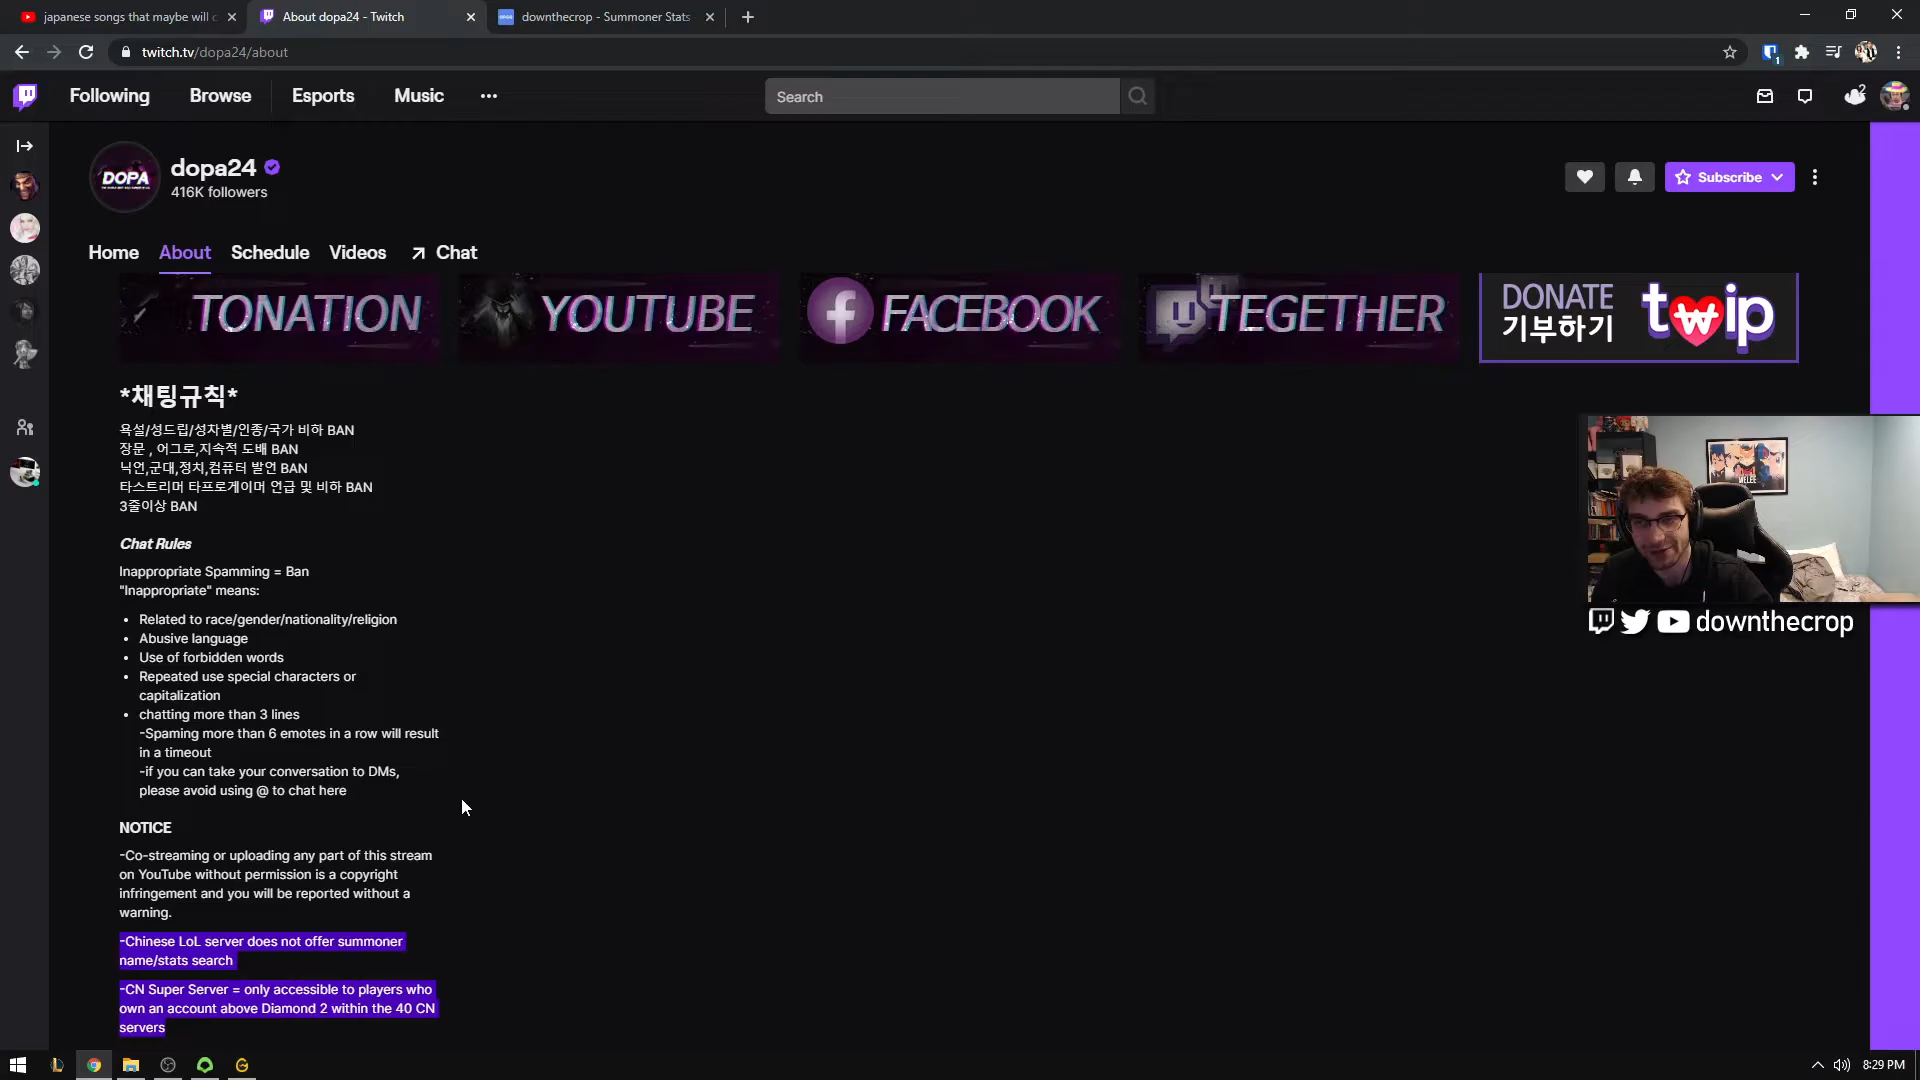 japanese songs that maybe will c
About dopa24 - Twitch
downthecrop - Summoner Stats
twitch.tv/dopa24/about
1
Following
Browse
Esports
Music
Search
2
DOPA
dopa24
416K followers
Subscribe
Home
About
Schedule
Videos
Chat
TONATION
YOUTUBE
FACEBOOK
TEGETHER
DONATE
기부하기
twip
*채팅규칙*
욕설/성드립/성차별/인종/국가 비하 BAN
장문 , 어그로,지속적 도배 BAN
닉언,군대,정치,컴퓨터 발언 BAN
타스트리머 타프로게이머 언급 및 비하 BAN
3줄이상 BAN
Chat Rules
Inappropriate Spamming = Ban
"Inappropriate" means:
Related to race/gender/nationality/religion
Abusive language
Use of forbidden words
Repeated use special characters or
capitalization
chatting more than 3 lines
-Spaming more than 6 emotes in a row will result
in a timeout
-if you can take your conversation to DMs,
please avoid using @ to chat here
NOTICE
-Co-streaming or uploading any part of this stream
on YouTube without permission is a copyright
infringement and you will be reported without a
warning.
-Chinese LoL server does not offer summoner
name/stats search
-CN Super Server = only accessible to players who
own an account above Diamond 2 within the 40 CN
servers
MELEE
downthecrop
8:29 PM